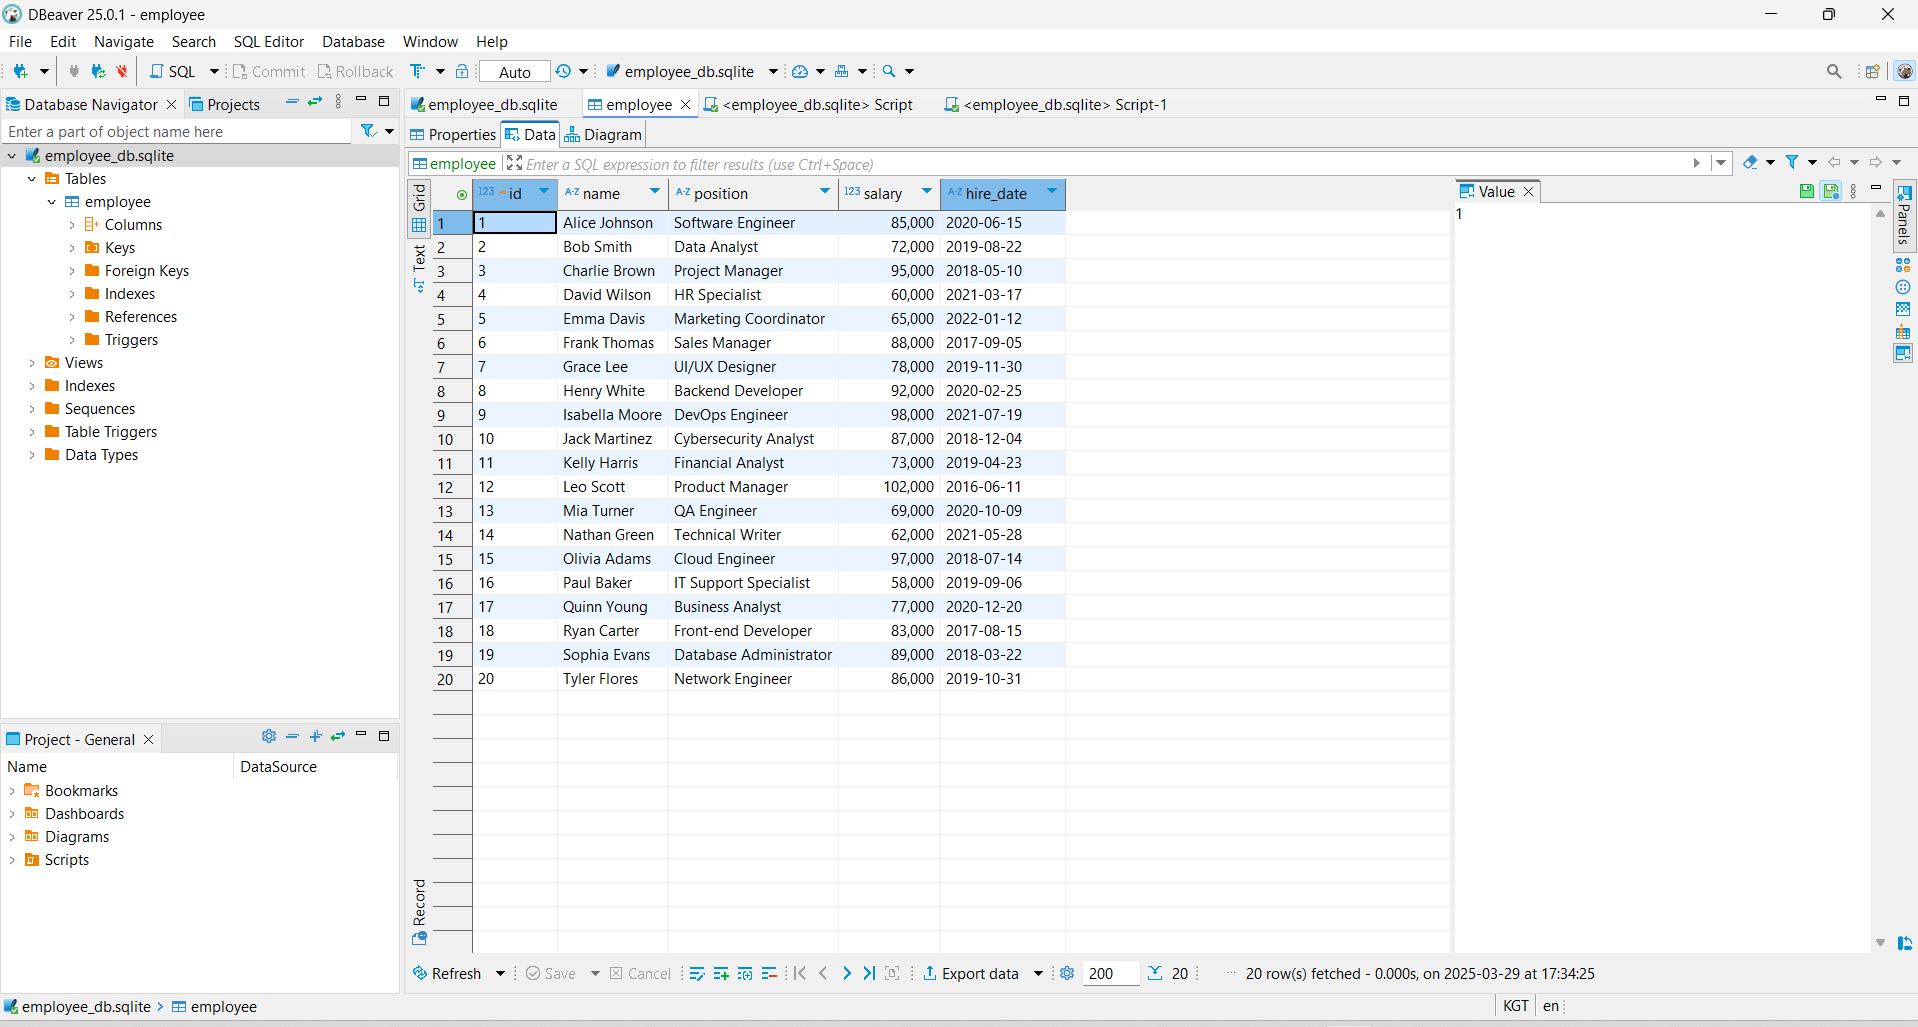 DBeaver 25.0.1 - employee
File Edit Navigate Search SQL Editor Database Window Help
SQL Commit Rollback Auto employee_db.sqlite
Database Navigator Projects
Enter a part of object name here
employee_db.sqlite
Tables
employee
Columns
Keys
Foreign Keys
Indexes
References
Triggers
Views
Indexes
Sequences
Table Triggers
Data Types
Project - General
Name DataSource
Bookmarks
Dashboards
Diagrams
Scripts
employee_db.sqlite employee <employee_db.sqlite> Script <employee_db.sqlite> Script-1
Properties Data Diagram
employee Enter a SQL expression to filter results (use Ctrl+Space)
Grid
Text
Record
123 id A-Z name A-Z position 123 salary A-Z hire_date
1 1 Alice Johnson Software Engineer 85,000 2020-06-15
2 2 Bob Smith Data Analyst 72,000 2019-08-22
3 3 Charlie Brown Project Manager 95,000 2018-05-10
4 4 David Wilson HR Specialist 60,000 2021-03-17
5 5 Emma Davis Marketing Coordinator 65,000 2022-01-12
6 6 Frank Thomas Sales Manager 88,000 2017-09-05
7 7 Grace Lee UI/UX Designer 78,000 2019-11-30
8 8 Henry White Backend Developer 92,000 2020-02-25
9 9 Isabella Moore DevOps Engineer 98,000 2021-07-19
10 10 Jack Martinez Cybersecurity Analyst 87,000 2018-12-04
11 11 Kelly Harris Financial Analyst 73,000 2019-04-23
12 12 Leo Scott Product Manager 102,000 2016-06-11
13 13 Mia Turner QA Engineer 69,000 2020-10-09
14 14 Nathan Green Technical Writer 62,000 2021-05-28
15 15 Olivia Adams Cloud Engineer 97,000 2018-07-14
16 16 Paul Baker IT Support Specialist 58,000 2019-09-06
17 17 Quinn Young Business Analyst 77,000 2020-12-20
18 18 Ryan Carter Front-end Developer 83,000 2017-08-15
19 19 Sophia Evans Database Administrator 89,000 2018-03-22
20 20 Tyler Flores Network Engineer 86,000 2019-10-31
Value
1
Panels
Refresh Save Cancel Export data 200 20 20 row(s) fetched - 0.000s, on 2025-03-29 at 17:34:25
employee_db.sqlite employee KGT en